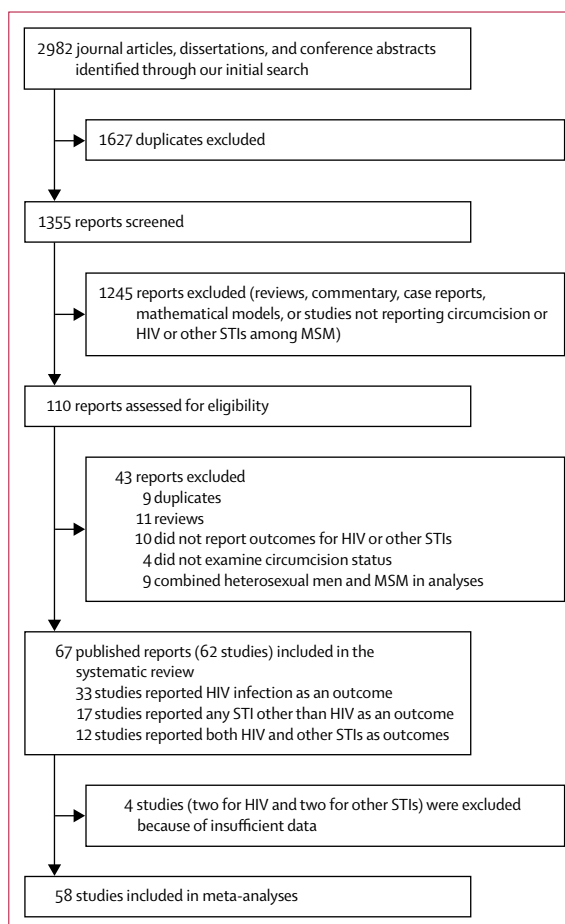 2982 journal articles, dissertations, and conference abstracts
identified through our initial search
1627 duplicates excluded
1355 reports screened
1245 reports excluded (reviews, commentary, case reports,
mathematical models, or studies not reporting circumcision or
HIV or other STIs among MSM)
110 reports assessed for eligibility
43 reports excluded
9 duplicates
11 reviews
10 did not report outcomes for HIV or other STIs
4 did not examine circumcision status
9 combined heterosexual men and MSM in analyses
67 published reports (62 studies) included in the
systematic review
33 studies reported HIV infection as an outcome
17 studies reported any STI other than HIV as an outcome
12 studies reported both HIV and other STIs as outcomes
4 studies (two for HIV and two for other STIs) were excluded
because of insufficient data
58 studies included in meta-analyses